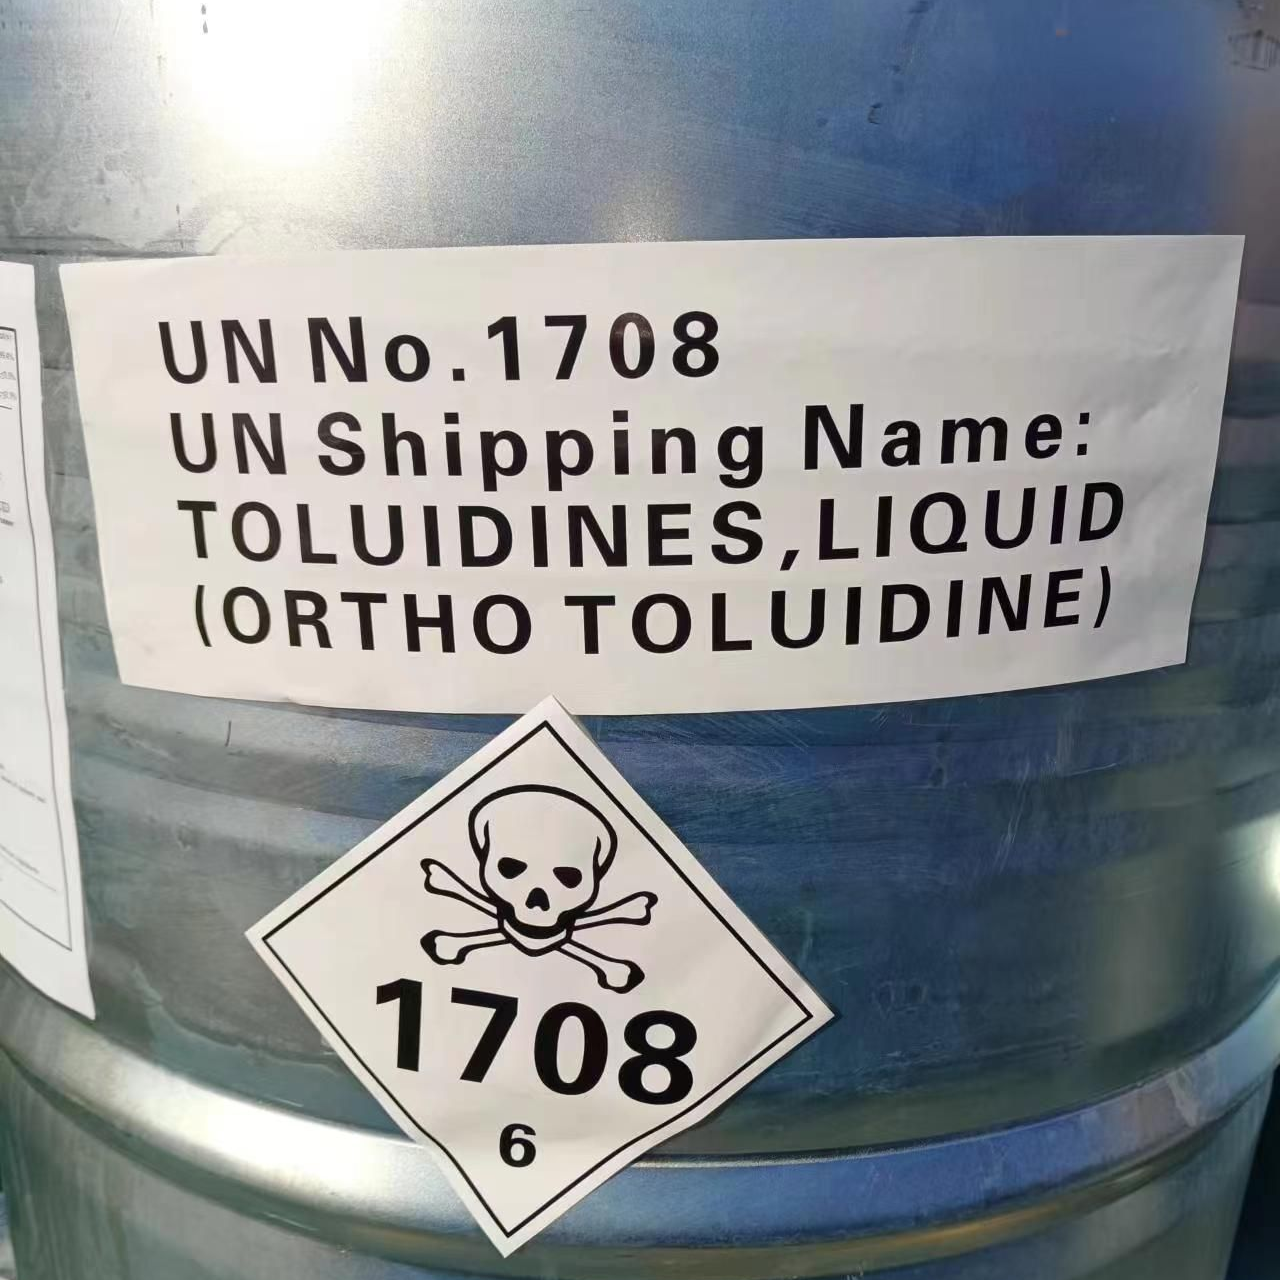 UN No.1708
UN Shipping Name:
TOLUIDINES,LIQUID
(ORTHO TOLUIDINE)
1708
6